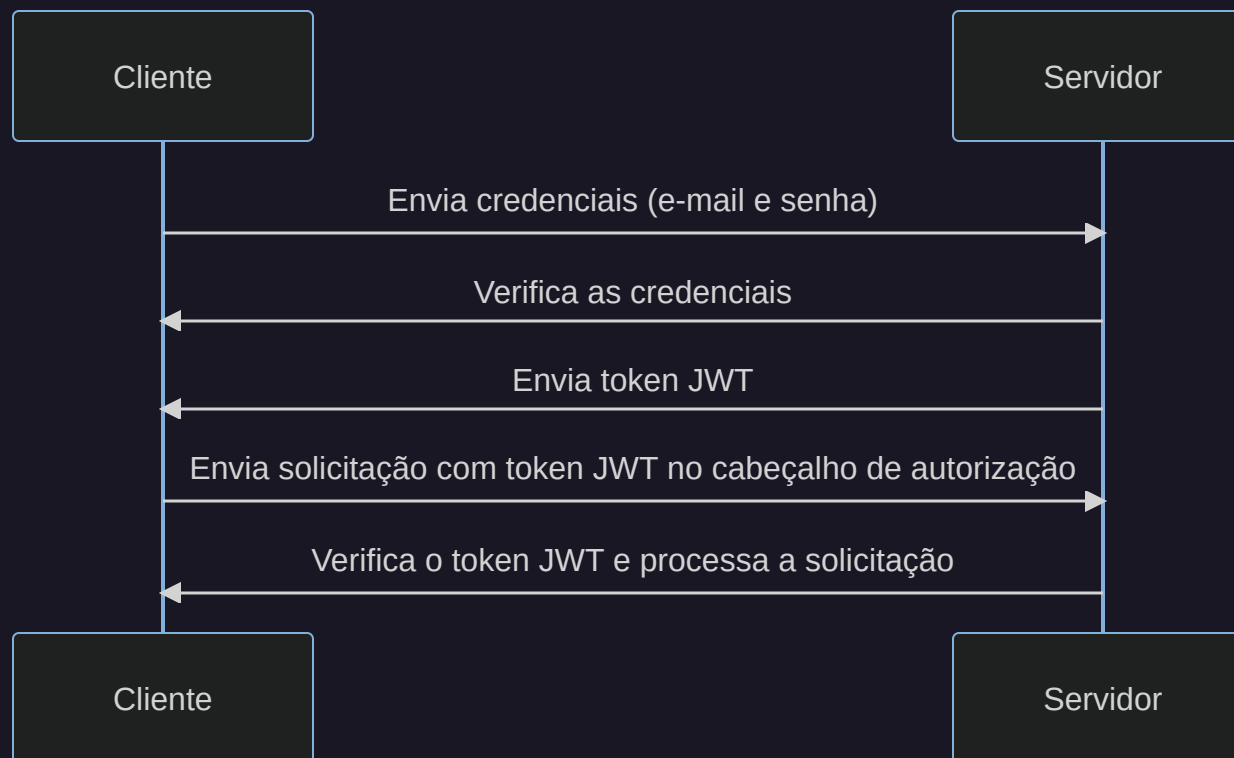 Cliente
Servidor
Envia credenciais (e-mail e senha)
Verifica as credenciais
Envia token JWT
Envia solicitação com token JWT no cabeçalho de autorização
Verifica o token JWT e processa a solicitação
Cliente
Servidor